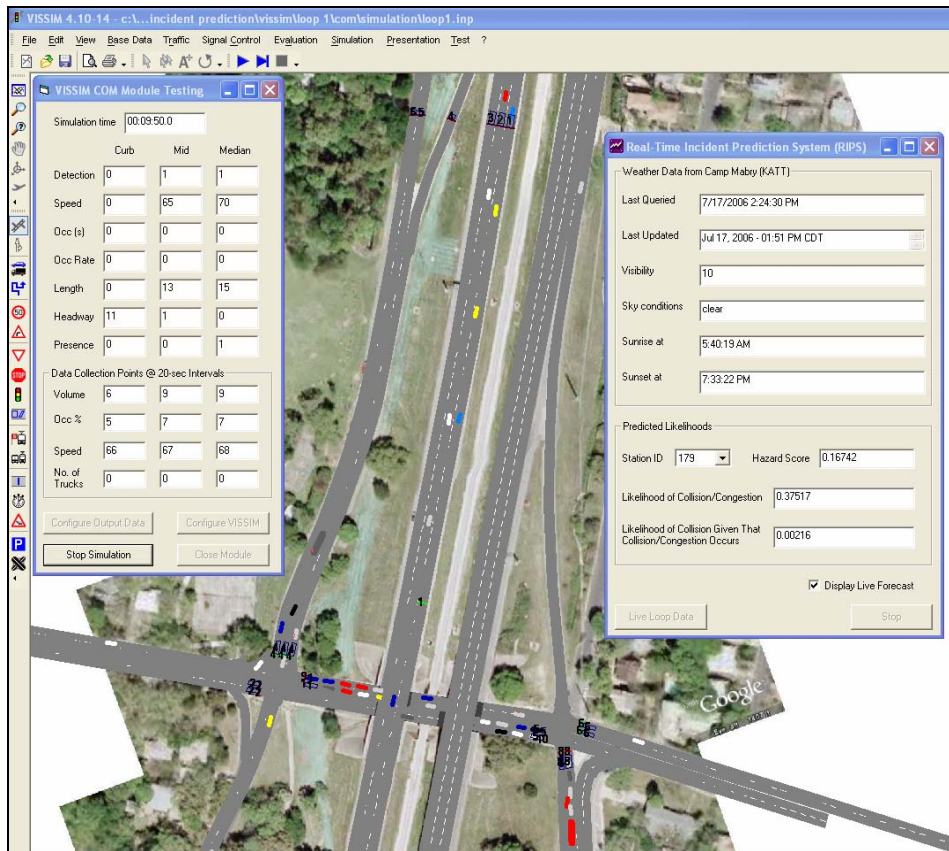 VISSIM 4.10-14 - c:\...incident prediction\vissim\loop 1\com\simulation\loop1.inp
File Edit View Base Data Traffic Signal Control Evaluation Simulation Presentation Test ?
VISSIM COM Module Testing
Simulation time 00:09:50.0
Curb Mid Median
Detection 0 1 1
Speed 0 65 70
Occ (s) 0 0 0
Occ Rate 0 0 0
Length 0 13 15
Headway 11 1 0
Presence 0 0 1
Data Collection Points @ 20-sec Intervals
Volume 6 9 9
Occ % 5 7 7
Speed 66 67 68
No. of Trucks 0 0 0
Configure Output Data Configure VISSIM
Stop Simulation Close Module
Real-Time Incident Prediction System (RIPS)
Weather Data from Camp Mabry (KATT)
Last Queried 7/17/2006 2:24:30 PM
Last Updated Jul 17, 2006 - 01:51 PM CDT
Visibility 10
Sky conditions clear
Sunrise at 5:40:19 AM
Sunset at 7:33:22 PM
Predicted Likelihoods
Station ID 179 Hazard Score 0.16742
Likelihood of Collision/Congestion 0.37517
Likelihood of Collision Given That
Collision/Congestion Occurs 0.00216
Display Live Forecast
Live Loop Data Stop
50
STOP
P
321
Google